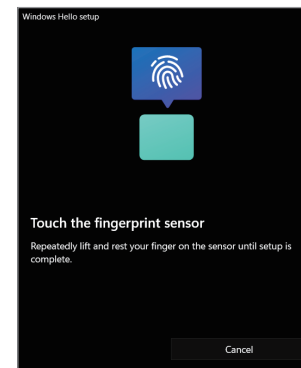 Windows Hello setup
Touch the fingerprint sensor
Repeatedly lift and rest your finger on the sensor until setup is
complete.
Cancel